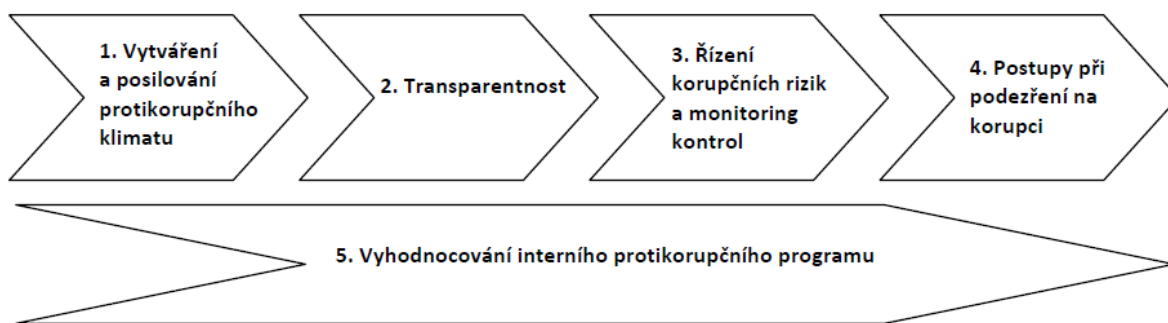 1. Vytváření
a posilování
protikorupčního
klimatu
2. Transparentnost
3. Řízení
korupčních rizik
a monitoring
kontrol
4. Postupy při
podezření na
korupci
5. Vyhodnocování interního protikorupčního programu